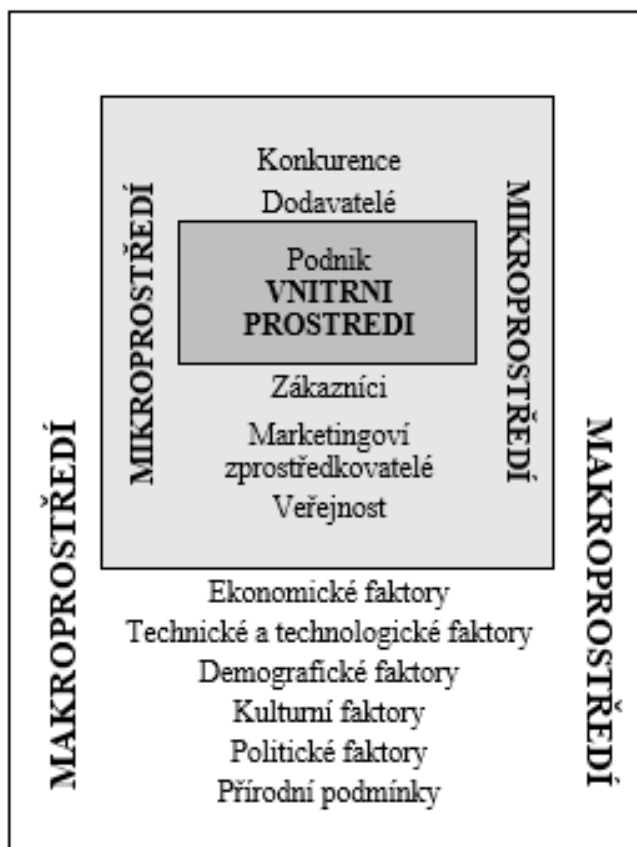 Konkurence
Dodavatelé
Podnik
VNITRNI
PROSTREDI
Zákazníci
Marketingoví
zprostředkovatelé
Veřejnost
MIKROPROSTŘEDÍ
MIKROPROSTŘEDÍ
Ekonomické faktory
Technické a technologické faktory
Demografické faktory
Kulturní faktory
Politické faktory
Přírodní podmínky
MAKROPROSTŘEDÍ
MAKROPROSTŘEDÍ